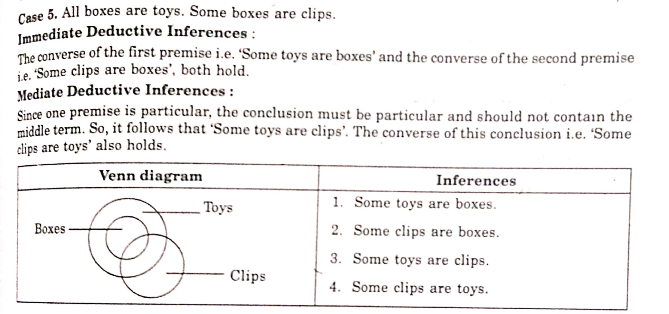 Case 5. All boxes are toys. Some boxes are clips.
Immediate Deductive Inferences :
The converse of the first premise i.e. 'Some toys are boxes' and the converse of the second premise
i.e. 'Some clips are boxes', both hold.
Mediate Deductive Inferences :
Since one premise is particular, the conclusion must be particular and should not contain the
middle term. So, it follows that 'Some toys are clips'. The converse of this conclusion i.e. 'Some
clips are toys' also holds.
Venn diagram
Toys
Boxes
Clips
Inferences
1. Some toys are boxes.
2. Some clips are boxes.
3. Some toys are clips.
4. Some clips are toys.